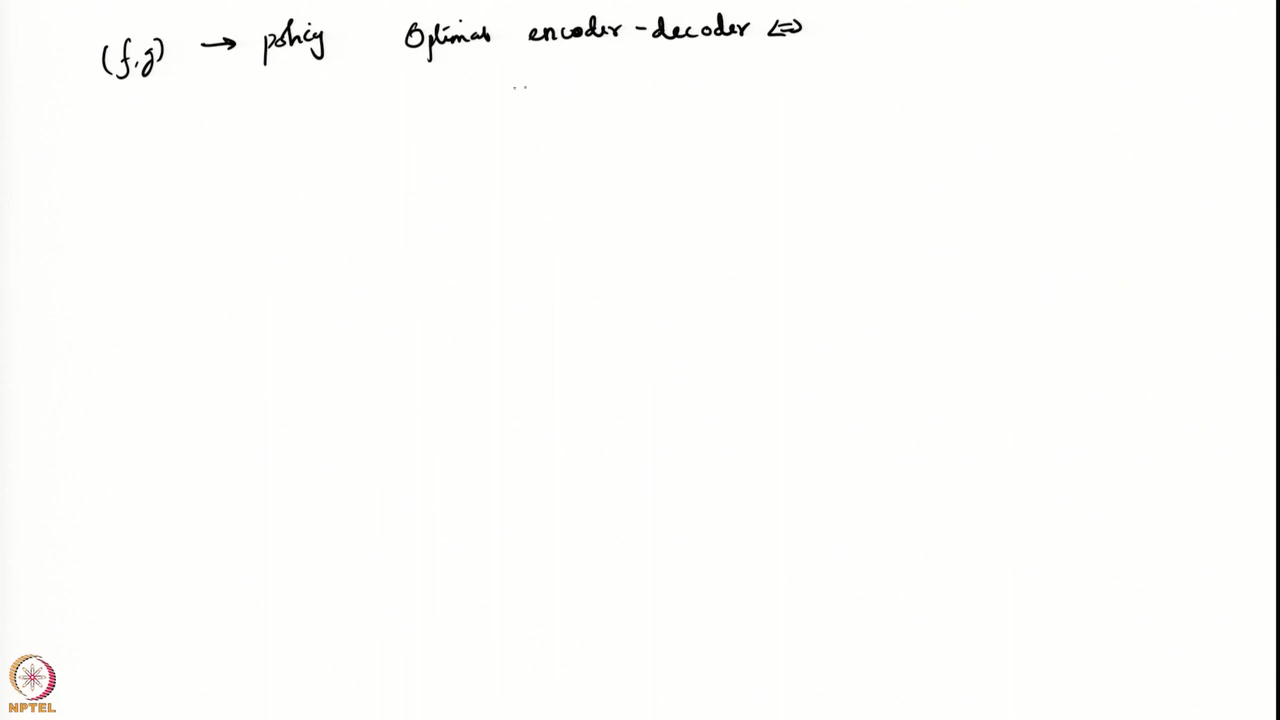 (f,g) → policy Optimal encoder-decoder ⇔
NPTEL